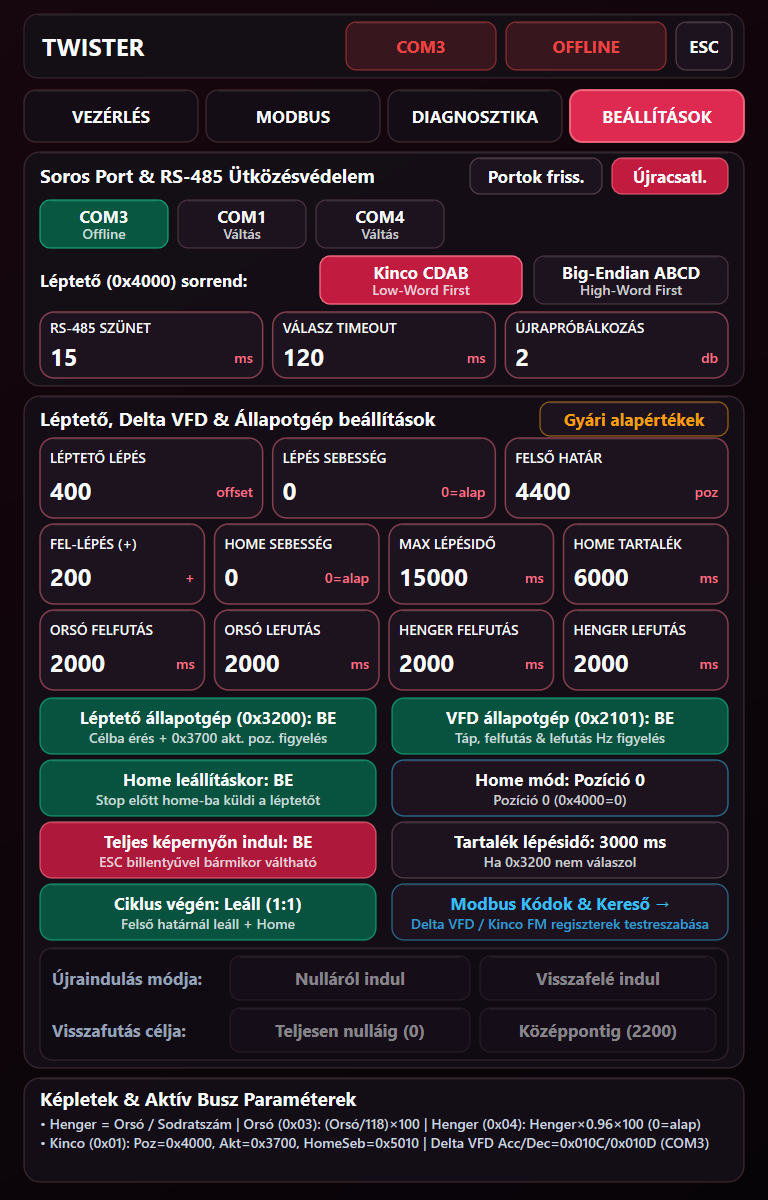 TWISTER COM3 OFFLINE ESC
VEZÉRLÉS MODBUS DIAGNOSZTIKA BEÁLLÍTÁSOK
Soros Port & RS-485 Ütközésvédelem Portok friss. Újracsatl.
COM3 COM1 COM4
Offline Váltás Váltás
Léptető (0x4000) sorrend: Kinco CDAB Big-Endian ABCD
Low-Word First High-Word First
RS-485 SZÜNET VÁLASZ TIMEOUT ÚJRAPRÓBÁLKOZÁS
15 ms 120 ms 2 db
Léptető, Delta VFD & Állapotgép beállítások Gyári alapértékek
LÉPTETŐ LÉPÉS LÉPÉS SEBESSÉG FELSŐ HATÁR
400 offset 0 0=alap 4400 poz
FEL-LÉPÉS (+) HOME SEBESSÉG MAX LÉPÉSIDŐ HOME TARTALÉK
200 + 0 0=alap 15000 ms 6000 ms
ORSÓ FELFUTÁS ORSÓ LEFUTÁS HENGER FELFUTÁS HENGER LEFUTÁS
2000 ms 2000 ms 2000 ms 2000 ms
Léptető állapotgép (0x3200): BE VFD állapotgép (0x2101): BE
Célba érés + 0x3700 akt. poz. figyelés Táp, felfutás & lefutás Hz figyelés
Home leállításkor: BE Home mód: Pozíció 0
Stop előtt home-ba küldi a léptetőt Pozíció 0 (0x4000=0)
Teljes képernyőn indul: BE Tartalék lépésidő: 3000 ms
ESC billentyűvel bármikor váltható Ha 0x3200 nem válaszol
Ciklus végén: Leáll (1:1) Modbus Kódok & Kereső →
Felső határnál leáll + Home Delta VFD / Kinco FM regiszterek testreszabása
Újraindulás módja: Nulláról indul Visszafelé indul
Visszafutás célja: Teljesen nulláig (0) Középpontig (2200)
Képletek & Aktív Busz Paraméterek
• Henger = Orsó / Sodratszám | Orsó (0x03): (Orsó/118)×100 | Henger (0x04): Henger×0.96×100 (0=alap)
• Kinco (0x01): Poz=0x4000, Akt=0x3700, HomeSeb=0x5010 | Delta VFD Acc/Dec=0x010C/0x010D (COM3)